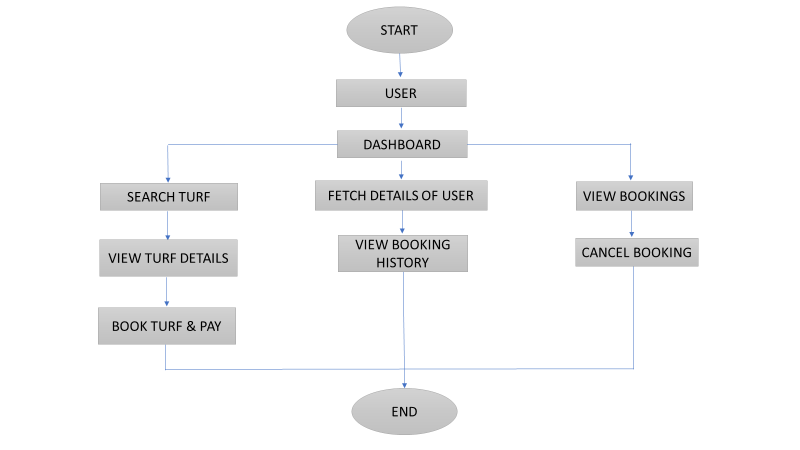 START
USER
DASHBOARD
SEARCH TURF
FETCH DETAILS OF USER
VIEW BOOKINGS
VIEW TURF DETAILS
VIEW BOOKING
HISTORY
CANCEL BOOKING
BOOK TURF & PAY
END